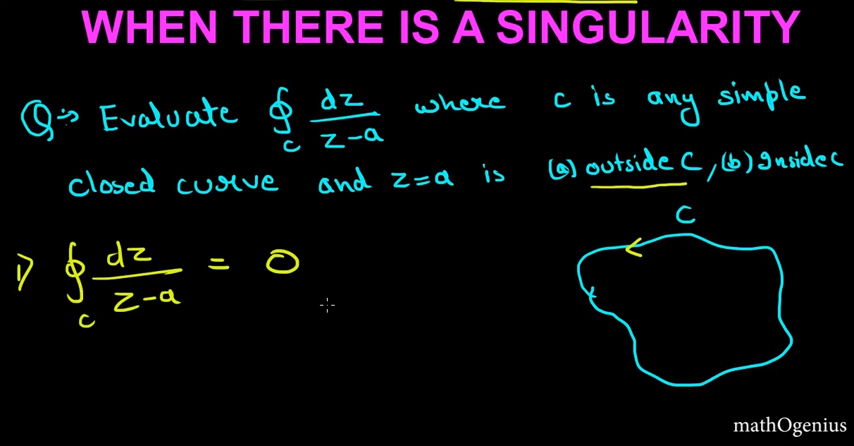 WHEN THERE IS A SINGULARITY
Q:→ Evaluate ∮_C dz/(z-a) where c is any simple
closed curve and z=a is (a) outside C, (b) Inside C
C
1) ∮_C dz/(z-a) = 0
mathOgenius